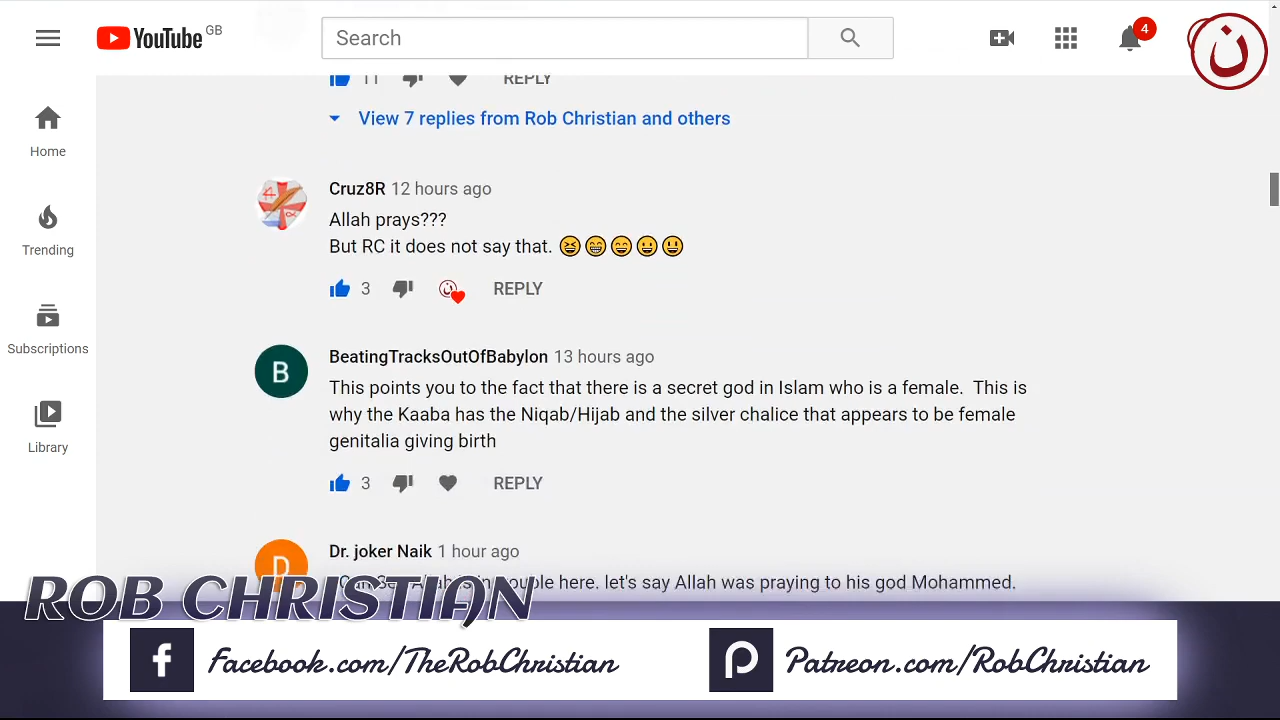 YouTube GB
Search
4
ن
11 REPLY
Home
View 7 replies from Rob Christian and others
Cruz8R 12 hours ago
Allah prays???
Trending
But RC it does not say that. 😆😁😄😀😃
3 REPLY
Subscriptions
B
BeatingTracksOutOfBabylon 13 hours ago
This points you to the fact that there is a secret god in Islam who is a female. This is
why the Kaaba has the Niqab/Hijab and the silver chalice that appears to be female
genitalia giving birth
Library
3 REPLY
Dr. joker Naik 1 hour ago
D
here. let's say Allah was praying to his god Mohammed.
ROB CHRISTIAN
Facebook.com/TheRobChristian
Patreon.com/RobChristian